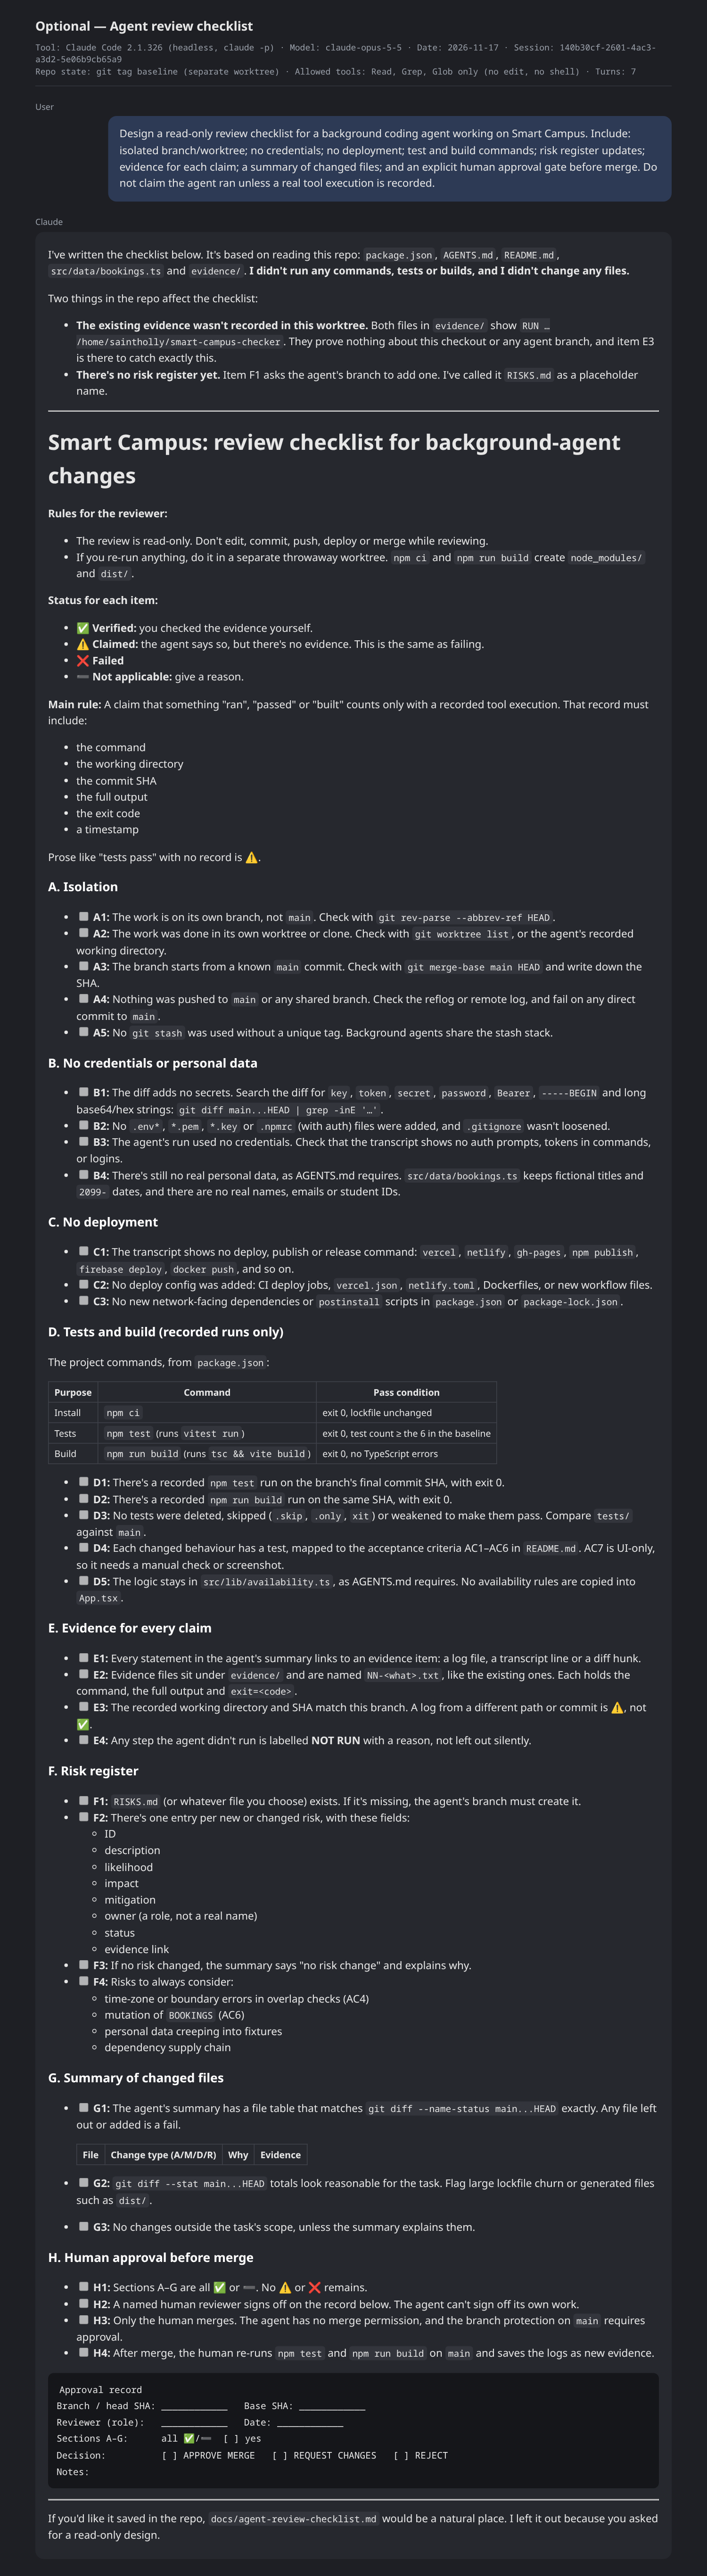 Optional — Agent review checklist
Tool: Claude Code 2.1.326 (headless, claude -p) · Model: claude-opus-5-5 · Date: 2026-11-17 · Session: 140b30cf-2601-4ac3-
a3d2-5e06b9cb65a9
Repo state: git tag baseline (separate worktree) · Allowed tools: Read, Grep, Glob only (no edit, no shell) · Turns: 7
User
Design a read-only review checklist for a background coding agent working on Smart Campus. Include:
isolated branch/worktree; no credentials; no deployment; test and build commands; risk register updates;
evidence for each claim; a summary of changed files; and an explicit human approval gate before merge. Do
not claim the agent ran unless a real tool execution is recorded.
Claude
I've written the checklist below. It's based on reading this repo: package.json, AGENTS.md, README.md,
src/data/bookings.ts and evidence/. I didn't run any commands, tests or builds, and I didn't change any files.
Two things in the repo affect the checklist:
• The existing evidence wasn't recorded in this worktree. Both files in evidence/ show RUN …
/home/saintholly/smart-campus-checker. They prove nothing about this checkout or any agent branch, and item E3
is there to catch exactly this.
• There's no risk register yet. Item F1 asks the agent's branch to add one. I've called it RISKS.md as a placeholder
name.
Smart Campus: review checklist for background-agent
changes
Rules for the reviewer:
• The review is read-only. Don't edit, commit, push, deploy or merge while reviewing.
• If you re-run anything, do it in a separate throwaway worktree. npm ci and npm run build create node_modules/
and dist/.
Status for each item:
• ✅ Verified: you checked the evidence yourself.
• ⚠️ Claimed: the agent says so, but there's no evidence. This is the same as failing.
• ❌ Failed
• ➖ Not applicable: give a reason.
Main rule: A claim that something "ran", "passed" or "built" counts only with a recorded tool execution. That record must
include:
• the command
• the working directory
• the commit SHA
• the full output
• the exit code
• a timestamp
Prose like "tests pass" with no record is ⚠️.
A. Isolation
• A1: The work is on its own branch, not main. Check with git rev-parse --abbrev-ref HEAD.
• A2: The work was done in its own worktree or clone. Check with git worktree list, or the agent's recorded
working directory.
• A3: The branch starts from a known main commit. Check with git merge-base main HEAD and write down the
SHA.
• A4: Nothing was pushed to main or any shared branch. Check the reflog or remote log, and fail on any direct
commit to main.
• A5: No git stash was used without a unique tag. Background agents share the stash stack.
B. No credentials or personal data
• B1: The diff adds no secrets. Search the diff for key, token, secret, password, Bearer, -----BEGIN and long
base64/hex strings: git diff main...HEAD | grep -inE '…'.
• B2: No .env*, *.pem, *.key or .npmrc (with auth) files were added, and .gitignore wasn't loosened.
• B3: The agent's run used no credentials. Check that the transcript shows no auth prompts, tokens in commands,
or logins.
• B4: There's still no real personal data, as AGENTS.md requires. src/data/bookings.ts keeps fictional titles and
2099- dates, and there are no real names, emails or student IDs.
C. No deployment
• C1: The transcript shows no deploy, publish or release command: vercel, netlify, gh-pages, npm publish,
firebase deploy, docker push, and so on.
• C2: No deploy config was added: CI deploy jobs, vercel.json, netlify.toml, Dockerfiles, or new workflow files.
• C3: No new network-facing dependencies or postinstall scripts in package.json or package-lock.json.
D. Tests and build (recorded runs only)
The project commands, from package.json:
Purpose Command Pass condition
Install npm ci exit 0, lockfile unchanged
Tests npm test (runs vitest run) exit 0, test count ≥ the 6 in the baseline
Build npm run build (runs tsc && vite build) exit 0, no TypeScript errors
• D1: There's a recorded npm test run on the branch's final commit SHA, with exit 0.
• D2: There's a recorded npm run build run on the same SHA, with exit 0.
• D3: No tests were deleted, skipped (.skip, .only, xit) or weakened to make them pass. Compare tests/
against main.
• D4: Each changed behaviour has a test, mapped to the acceptance criteria AC1–AC6 in README.md. AC7 is UI-only,
so it needs a manual check or screenshot.
• D5: The logic stays in src/lib/availability.ts, as AGENTS.md requires. No availability rules are copied into
App.tsx.
E. Evidence for every claim
• E1: Every statement in the agent's summary links to an evidence item: a log file, a transcript line or a diff hunk.
• E2: Evidence files sit under evidence/ and are named NN-<what>.txt, like the existing ones. Each holds the
command, the full output and exit=<code>.
• E3: The recorded working directory and SHA match this branch. A log from a different path or commit is ⚠️, not
✅.
• E4: Any step the agent didn't run is labelled NOT RUN with a reason, not left out silently.
F. Risk register
• F1: RISKS.md (or whatever file you choose) exists. If it's missing, the agent's branch must create it.
• F2: There's one entry per new or changed risk, with these fields:
◦ ID
◦ description
◦ likelihood
◦ impact
◦ mitigation
◦ owner (a role, not a real name)
◦ status
◦ evidence link
• F3: If no risk changed, the summary says "no risk change" and explains why.
• F4: Risks to always consider:
◦ time-zone or boundary errors in overlap checks (AC4)
◦ mutation of BOOKINGS (AC6)
◦ personal data creeping into fixtures
◦ dependency supply chain
G. Summary of changed files
• G1: The agent's summary has a file table that matches git diff --name-status main...HEAD exactly. Any file left
out or added is a fail.
File Change type (A/M/D/R) Why Evidence
• G2: git diff --stat main...HEAD totals look reasonable for the task. Flag large lockfile churn or generated files
such as dist/.
• G3: No changes outside the task's scope, unless the summary explains them.
H. Human approval before merge
• H1: Sections A–G are all ✅ or ➖. No ⚠️ or ❌ remains.
• H2: A named human reviewer signs off on the record below. The agent can't sign off its own work.
• H3: Only the human merges. The agent has no merge permission, and the branch protection on main requires
approval.
• H4: After merge, the human re-runs npm test and npm run build on main and saves the logs as new evidence.
Approval record
Branch / head SHA: ____________ Base SHA: ____________
Reviewer (role): ____________ Date: ____________
Sections A–G: all ✅/➖ [ ] yes
Decision: [ ] APPROVE MERGE [ ] REQUEST CHANGES [ ] REJECT
Notes:
If you'd like it saved in the repo, docs/agent-review-checklist.md would be a natural place. I left it out because you asked
for a read-only design.